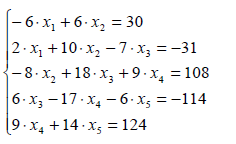 −6·x₁+6·x₂=30
2·x₁+10·x₂−7·x₃=−31
−8·x₂+18·x₃+9·x₄=108
6·x₃−17·x₄−6·x₅=−114
9·x₄+14·x₅=124